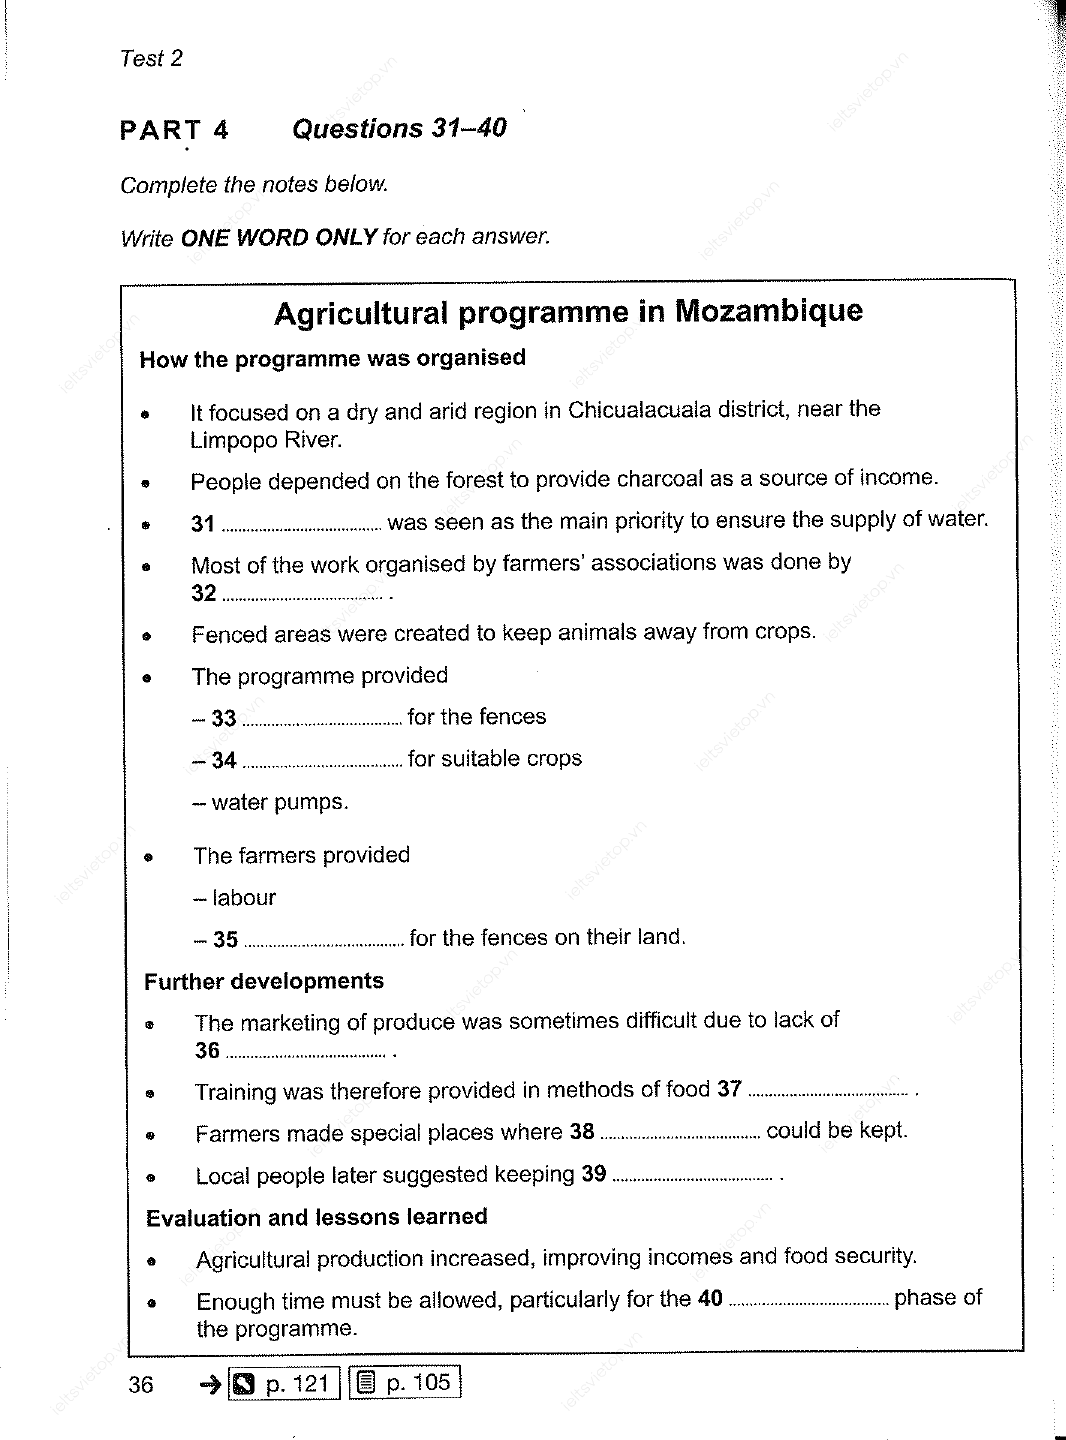 Test 2
PART 4 Questions 31–40
Complete the notes below.
Write ONE WORD ONLY for each answer.
Agricultural programme in Mozambique
How the programme was organised
• It focused on a dry and arid region in Chicualacuala district, near the
Limpopo River.
• People depended on the forest to provide charcoal as a source of income.
• 31 .................................... was seen as the main priority to ensure the supply of water.
• Most of the work organised by farmers' associations was done by
32 .................................... .
• Fenced areas were created to keep animals away from crops.
• The programme provided
– 33 .................................... for the fences
– 34 .................................... for suitable crops
– water pumps.
• The farmers provided
– labour
– 35 .................................... for the fences on their land.
Further developments
• The marketing of produce was sometimes difficult due to lack of
36 .................................... .
• Training was therefore provided in methods of food 37 .................................... .
• Farmers made special places where 38 .................................... could be kept.
• Local people later suggested keeping 39 .................................... .
Evaluation and lessons learned
• Agricultural production increased, improving incomes and food security.
• Enough time must be allowed, particularly for the 40 .................................... phase of
the programme.
36 → p. 121 p. 105
ieltsvietop.vn